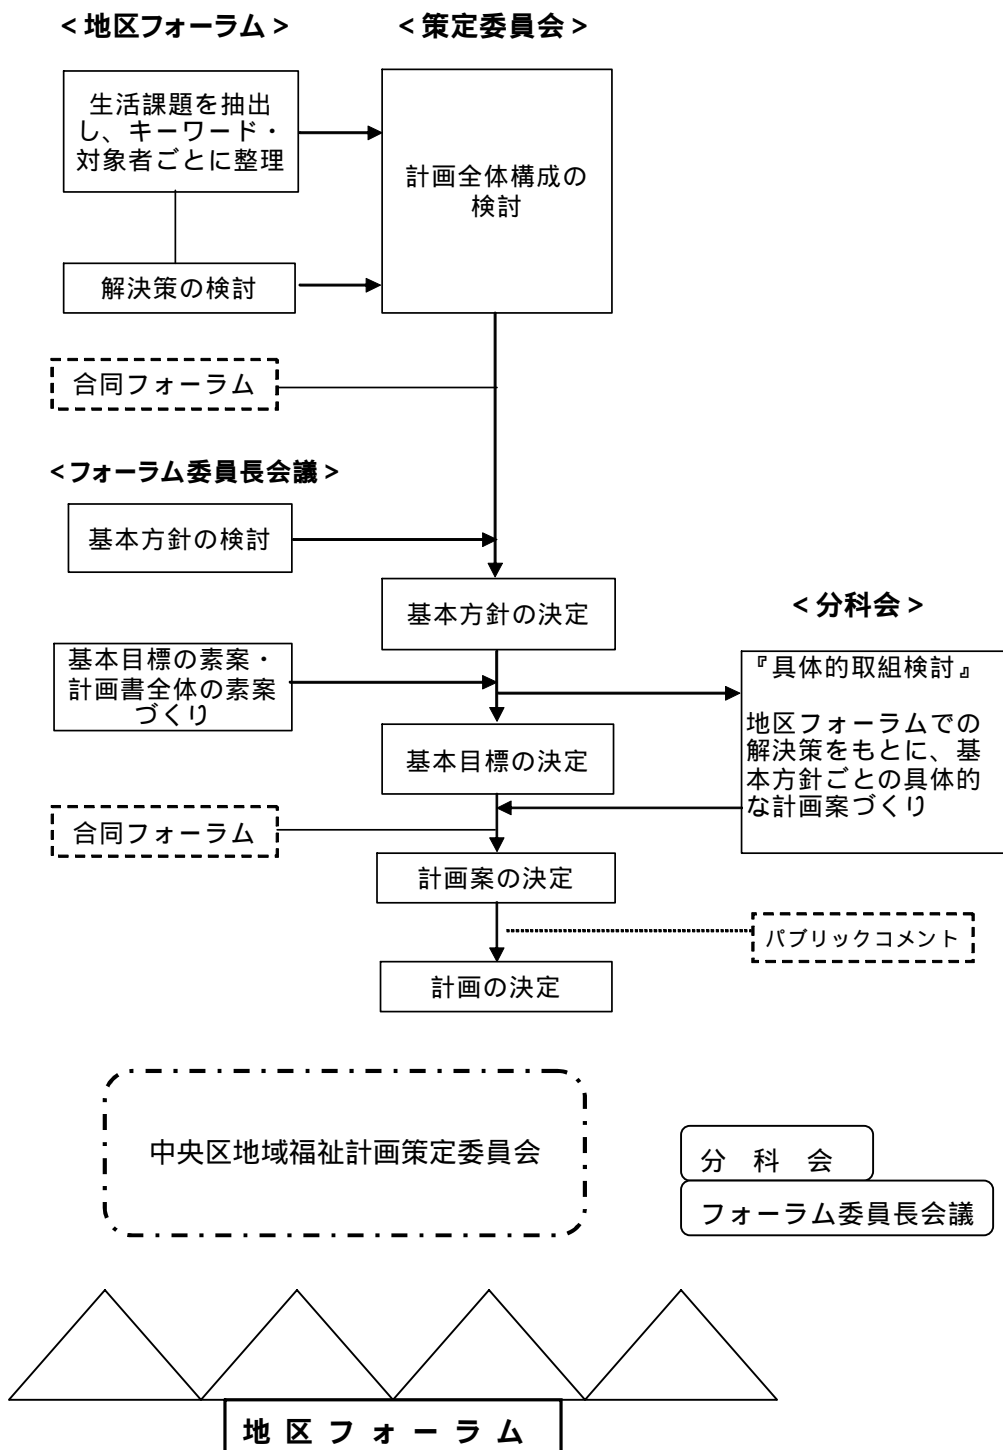 ＜地区フォーラム＞
＜策定委員会＞
生活課題を抽出
し、キーワード・
対象者ごとに整理
計画全体構成の
検討
解決策の検討
合同フォーラム
＜フォーラム委員長会議＞
基本方針の検討
基本方針の決定
＜分科会＞
基本目標の素案・
計画書全体の素案
づくり
『具体的取組検討』
地区フォーラムでの
解決策をもとに、基
本方針ごとの具体的
な計画案づくり
基本目標の決定
合同フォーラム
計画案の決定
パブリックコメント
計画の決定
中央区地域福祉計画策定委員会
分　科　会
フォーラム委員長会議
地 区 フ ォ ー ラ ム